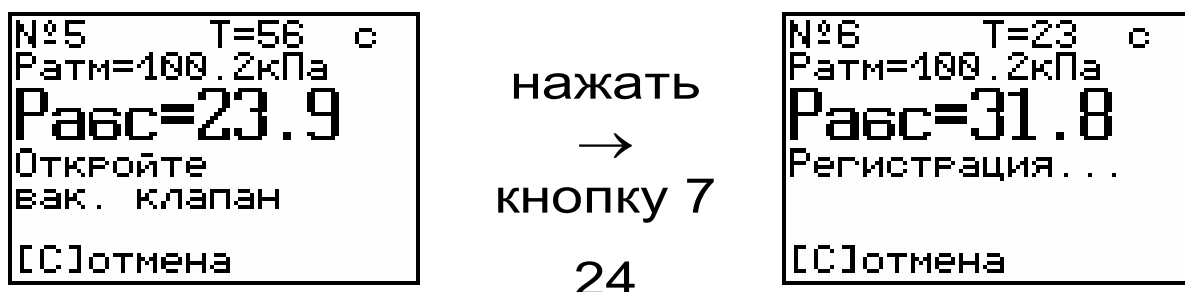 №5 T=56 с
Pатм=100.2кПа
Pабс=23.9
Откройте
вак. клапан
[C]отмена
нажать
→
кнопку 7
24
№6 T=23 с
Pатм=100.2кПа
Pабс=31.8
Регистрация...
[C]отмена